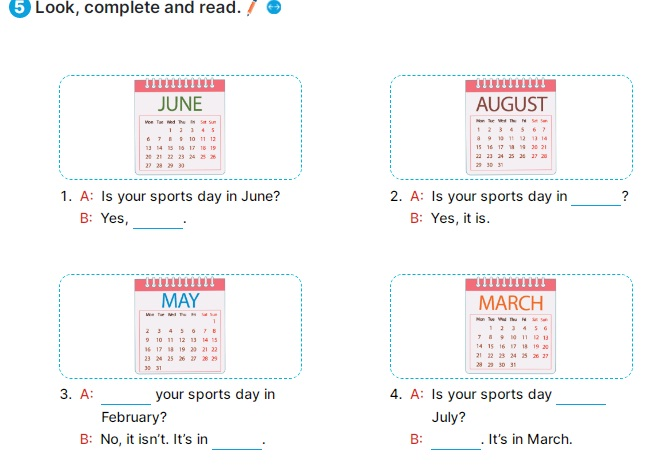 5 Look, complete and read.
JUNE
Mon Tue Wed Thu Fri Sat Sun
1 2 3 4 5
6 7 8 9 10 11 12
13 14 15 16 17 18 19
20 21 22 23 24 25 26
27 28 29 30
1. A: Is your sports day in June?
B: Yes, ______.
AUGUST
Mon Tue Wed Thu Fri Sat Sun
1 2 3 4 5 6 7
8 9 10 11 12 13 14
15 16 17 18 19 20 21
22 23 24 25 26 27 28
29 30 31
2. A: Is your sports day in ______?
B: Yes, it is.
MAY
Mon Tue Wed Thu Fri Sat Sun
1
2 3 4 5 6 7 8
9 10 11 12 13 14 15
16 17 18 19 20 21 22
23 24 25 26 27 28 29
30 31
3. A: ______ your sports day in
February?
B: No, it isn't. It's in ______.
MARCH
Mon Tue Wed Thu Fri Sat Sun
1 2 3 4 5 6
7 8 9 10 11 12 13
14 15 16 17 18 19 20
21 22 23 24 25 26 27
28 29 30 31
4. A: Is your sports day ______
July?
B: ______. It's in March.